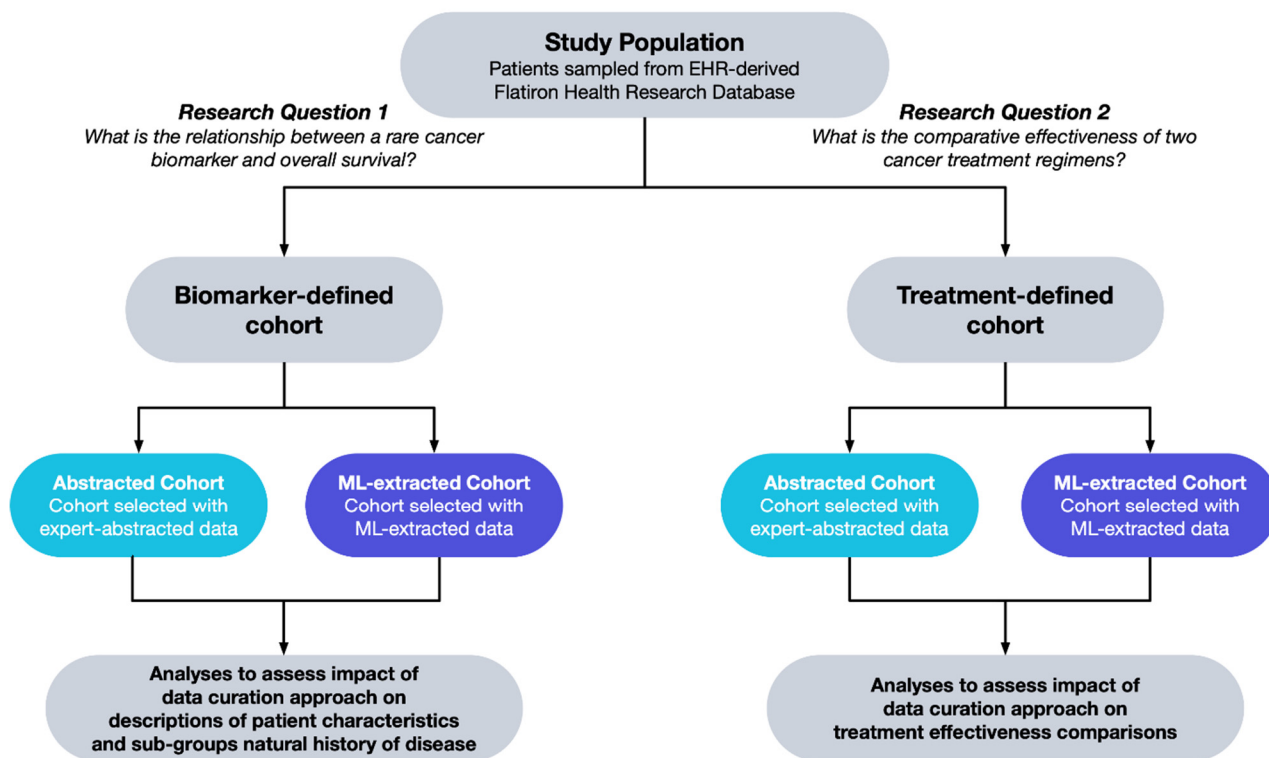 Study Population
Patients sampled from EHR-derived
Flatiron Health Research Database
Research Question 1
What is the relationship between a rare cancer
biomarker and overall survival?
Research Question 2
What is the comparative effectiveness of two
cancer treatment regimens?
Biomarker-defined
cohort
Treatment-defined
cohort
Abstracted Cohort
Cohort selected with
expert-abstracted data
ML-extracted Cohort
Cohort selected with
ML-extracted data
Abstracted Cohort
Cohort selected with
expert-abstracted data
ML-extracted Cohort
Cohort selected with
ML-extracted data
Analyses to assess impact of
data curation approach on
descriptions of patient characteristics
and sub-groups natural history of disease
Analyses to assess impact of
data curation approach on
treatment effectiveness comparisons